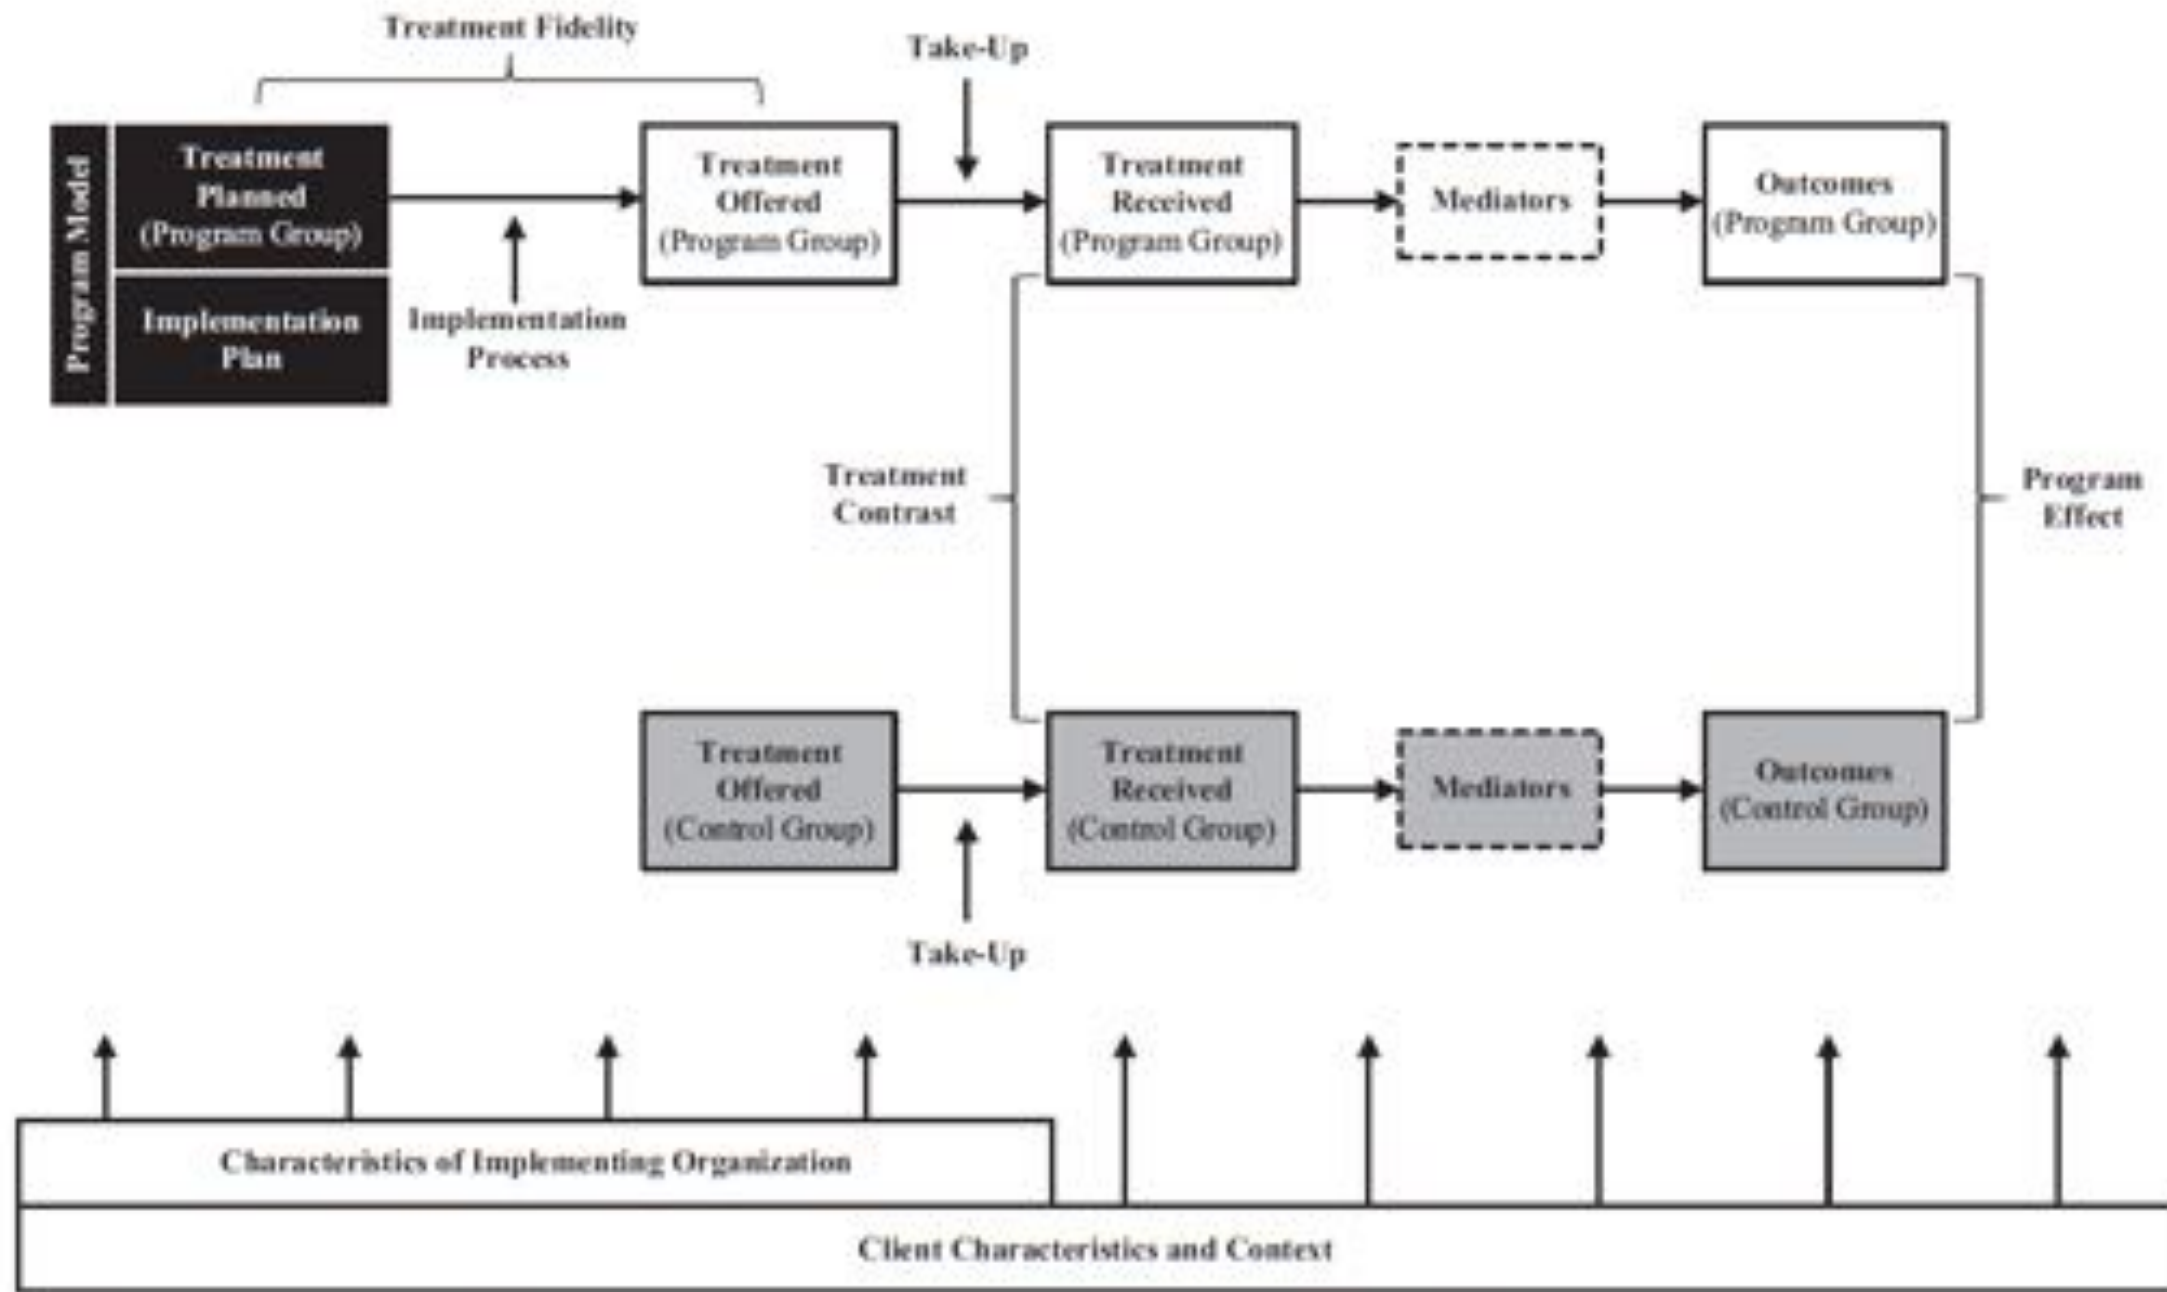 Treatment Fidelity
Take-Up
Program Model
Treatment
Planned
(Program Group)
Implementation
Plan
Implementation
Process
Treatment
Offered
(Program Group)
Treatment
Received
(Program Group)
Mediators
Outcomes
(Program Group)
Treatment
Contrast
Program
Effect
Treatment
Offered
(Control Group)
Treatment
Received
(Control Group)
Mediators
Outcomes
(Control Group)
Take-Up
Characteristics of Implementing Organization
Client Characteristics and Context